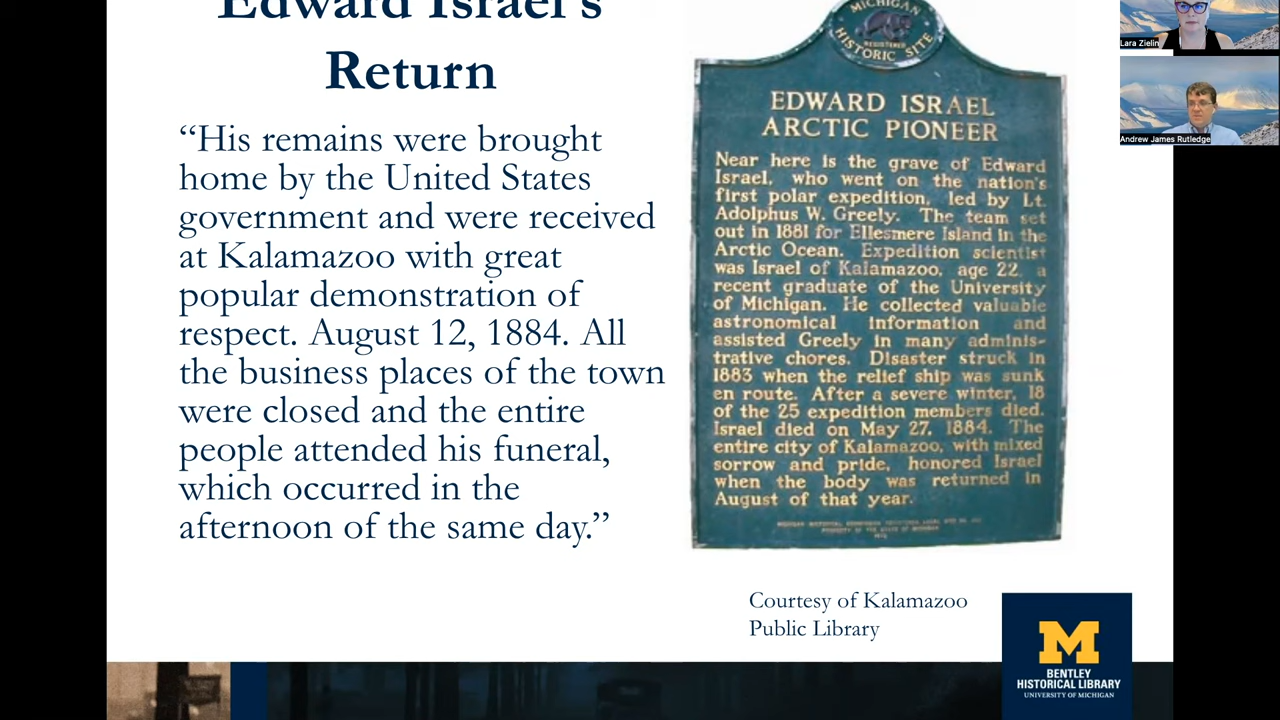 Edward Israel's
Return
“His remains were brought
home by the United States
government and were received
at Kalamazoo with great
popular demonstration of
respect. August 12, 1884. All
the business places of the town
were closed and the entire
people attended his funeral,
which occurred in the
afternoon of the same day.”
MICHIGAN
REGISTERED
HISTORIC SITE
EDWARD ISRAEL
ARCTIC PIONEER
Near here is the grave of Edward
Israel, who went on the nation's
first polar expedition, led by Lt.
Adolphus W. Greely. The team set
out in 1881 for Ellesmere Island in the
Arctic Ocean. Expedition scientist
was Israel of Kalamazoo, age 22, a
recent graduate of the University
of Michigan. He collected valuable
astronomical information and
assisted Greely in many adminis-
trative chores. Disaster struck in
1883 when the relief ship was sunk
en route. After a severe winter, 18
of the 25 expedition members died.
Israel died on May 27, 1884. The
entire city of Kalamazoo, with mixed
sorrow and pride, honored Israel
when the body was returned in
August of that year.
Courtesy of Kalamazoo
Public Library
M
BENTLEY
HISTORICAL LIBRARY
UNIVERSITY OF MICHIGAN
Lara Zielin
Andrew James Rutledge